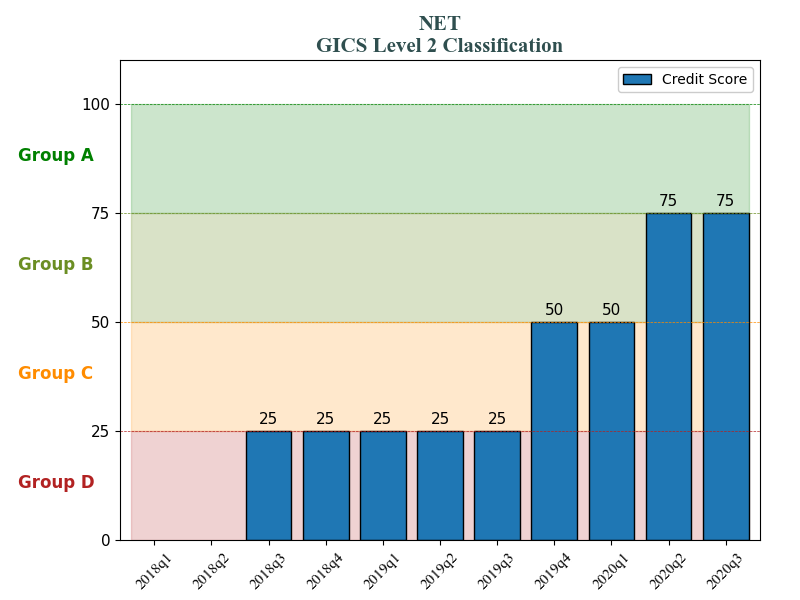 NET
GICS Level 2 Classification
Credit Score
100
Group A
75
75
75
Group B
50
50
50
Group C
25
25
25
25
25
25
Group D
0
2018q1
2018q2
2018q3
2018q4
2019q1
2019q2
2019q3
2019q4
2020q1
2020q2
2020q3